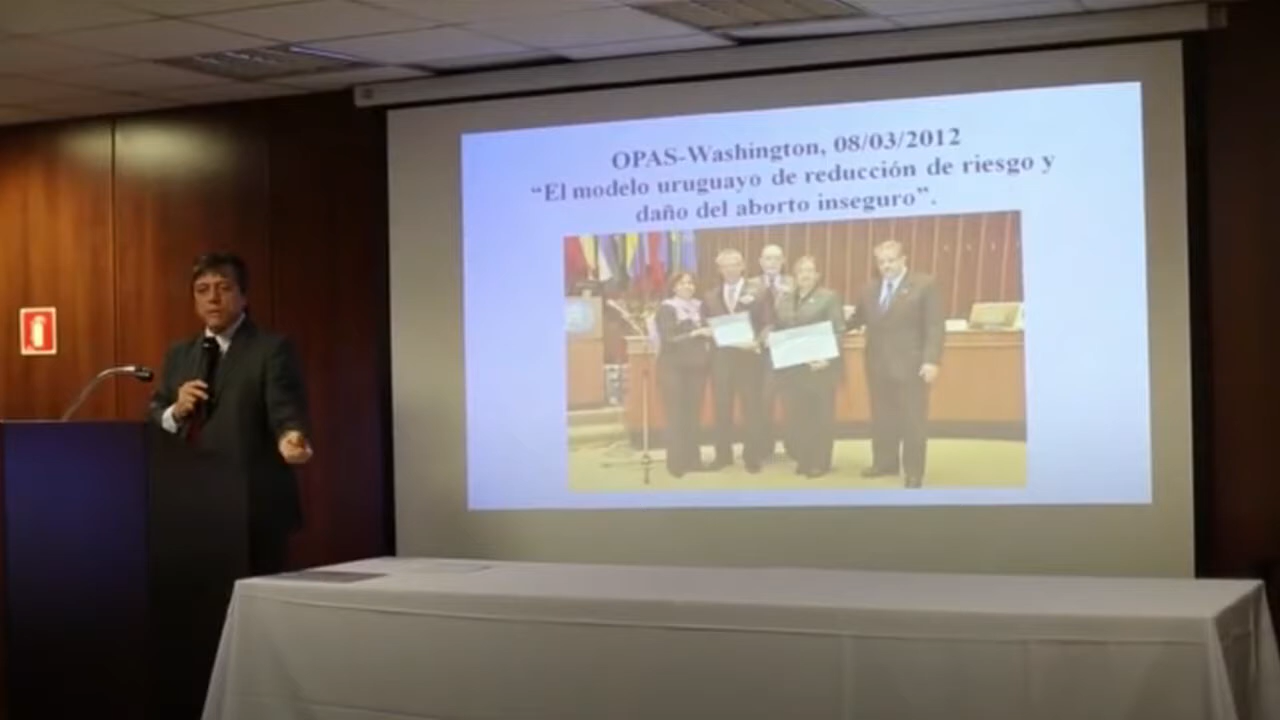 OPAS-Washington, 08/03/2012
“El modelo uruguayo de reducción de riesgo y
daño del aborto inseguro”.